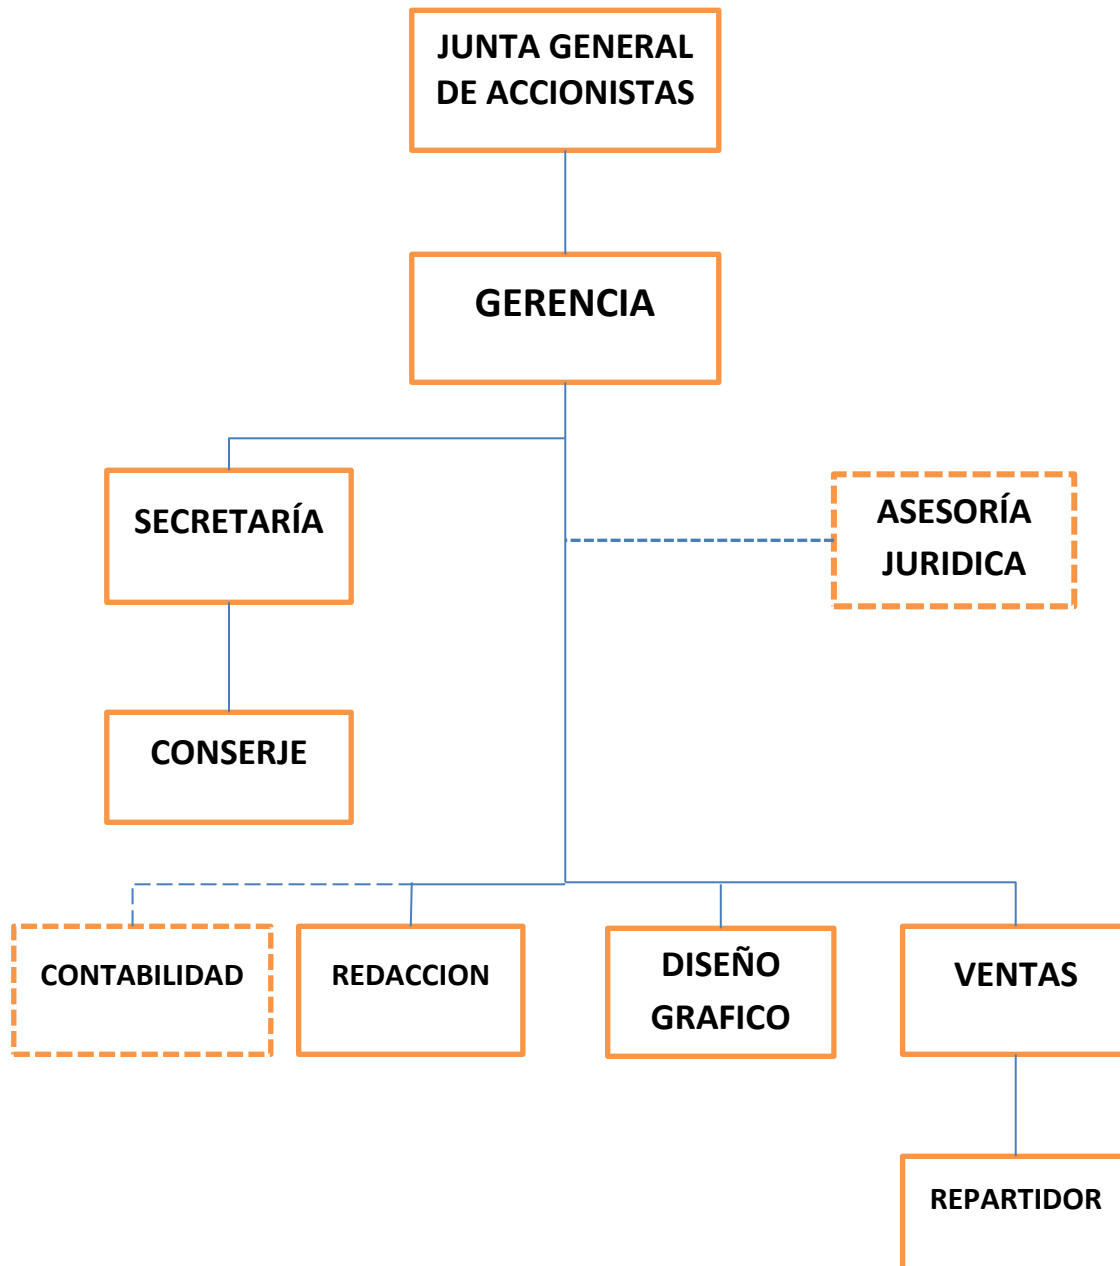 JUNTA GENERAL
DE ACCIONISTAS
GERENCIA
SECRETARÍA
ASESORÍA
JURIDICA
CONSERJE
CONTABILIDAD
REDACCION
DISEÑO
GRAFICO
VENTAS
REPARTIDOR